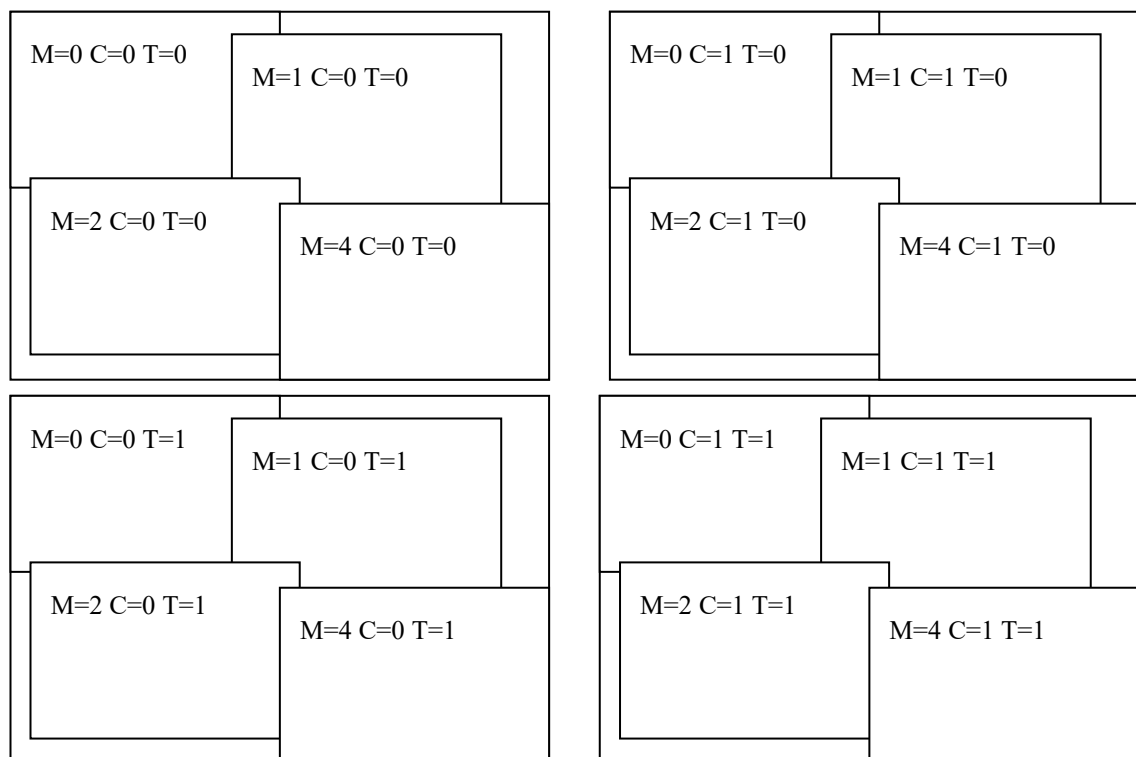 M=0 C=0 T=0
M=1 C=0 T=0
M=2 C=0 T=0
M=4 C=0 T=0
M=0 C=1 T=0
M=1 C=1 T=0
M=2 C=1 T=0
M=4 C=1 T=0
M=0 C=0 T=1
M=1 C=0 T=1
M=2 C=0 T=1
M=4 C=0 T=1
M=0 C=1 T=1
M=1 C=1 T=1
M=2 C=1 T=1
M=4 C=1 T=1